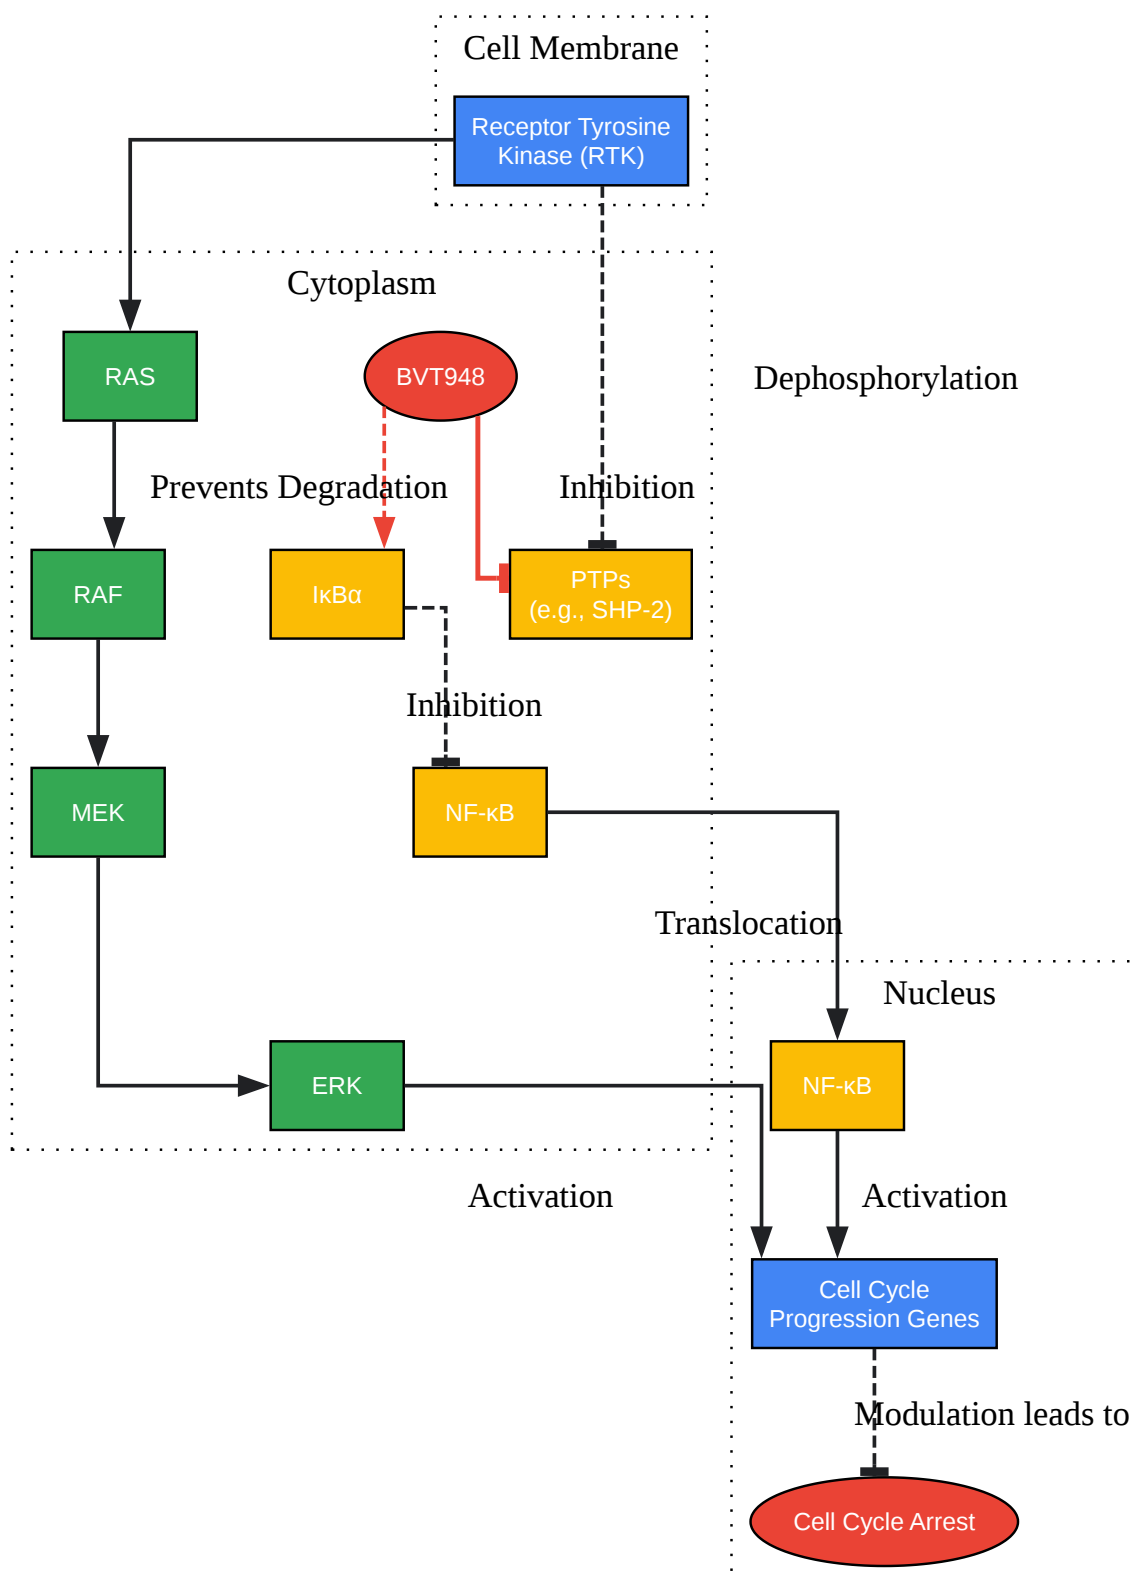 Cell Membrane
Receptor Tyrosine
Kinase (RTK)
Cytoplasm
RAS
BVT948
Dephosphorylation
Prevents Degradation
Inhibition
RAF
IκBα
PTPs
(e.g., SHP-2)
Inhibition
MEK
NF-κB
Translocation
Nucleus
ERK
NF-κB
Activation
Activation
Cell Cycle
Progression Genes
Modulation leads to
Cell Cycle Arrest